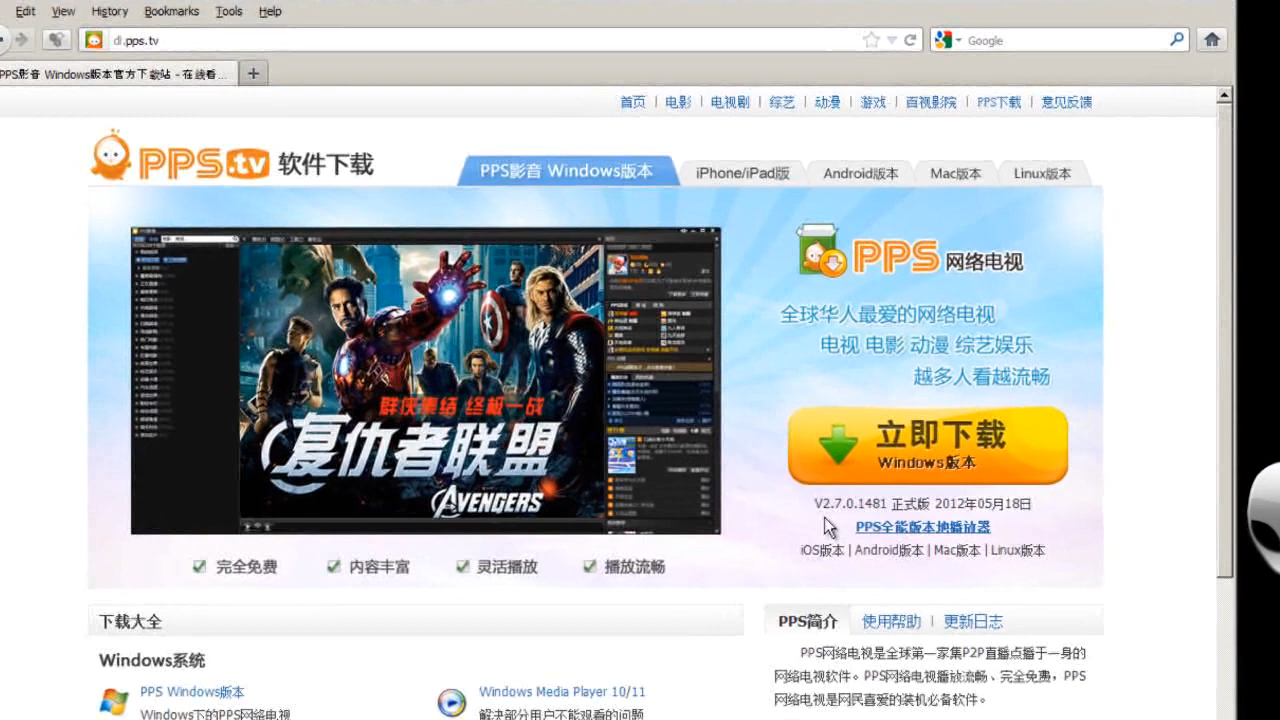 Edit View History Bookmarks Tools Help
dl.pps.tv
Google
PPS影音 Windows版本官方下载站 - 在线看...
首页 | 电影 | 电视剧 | 综艺 | 动漫 | 游戏 | 百视影院 | PPS下载 | 意见反馈
PPS.tv 软件下载
PPS影音 Windows版本
iPhone/iPad版
Android版本
Mac版本
Linux版本
群侠集结 终极一战
复仇者联盟
AVENGERS
PPS 网络电视
全球华人最爱的网络电视
电视 电影 动漫 综艺娱乐
越多人看越流畅
立即下载
Windows版本
V2.7.0.1481 正式版 2012年05月18日
PPS全能版本地播放器
iOS版本 | Android版本 | Mac版本 | Linux版本
完全免费
内容丰富
灵活播放
播放流畅
下载大全
Windows系统
PPS Windows版本
Windows下的PPS网络电视
Windows Media Player 10/11
解决部分用户不能观看的问题
PPS简介 使用帮助 | 更新日志
PPS网络电视是全球第一家集P2P直播点播于一身的
网络电视软件。PPS网络电视播放流畅、完全免费，PPS
网络电视是网民喜爱的装机必备软件。